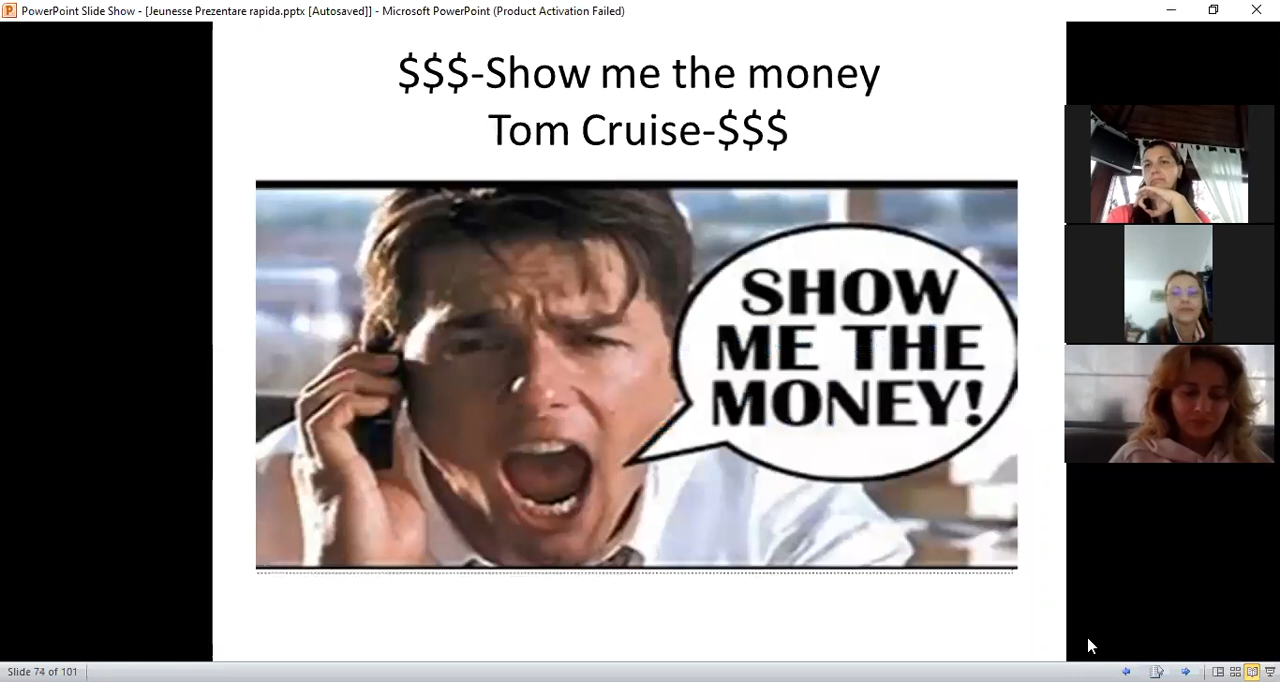 PowerPoint Slide Show - [Jeunesse Prezentare rapida.pptx [Autosaved]] - Microsoft PowerPoint (Product Activation Failed)
$$$-Show me the money
Tom Cruise-$$$
SHOW
ME THE
MONEY!
Slide 74 of 101